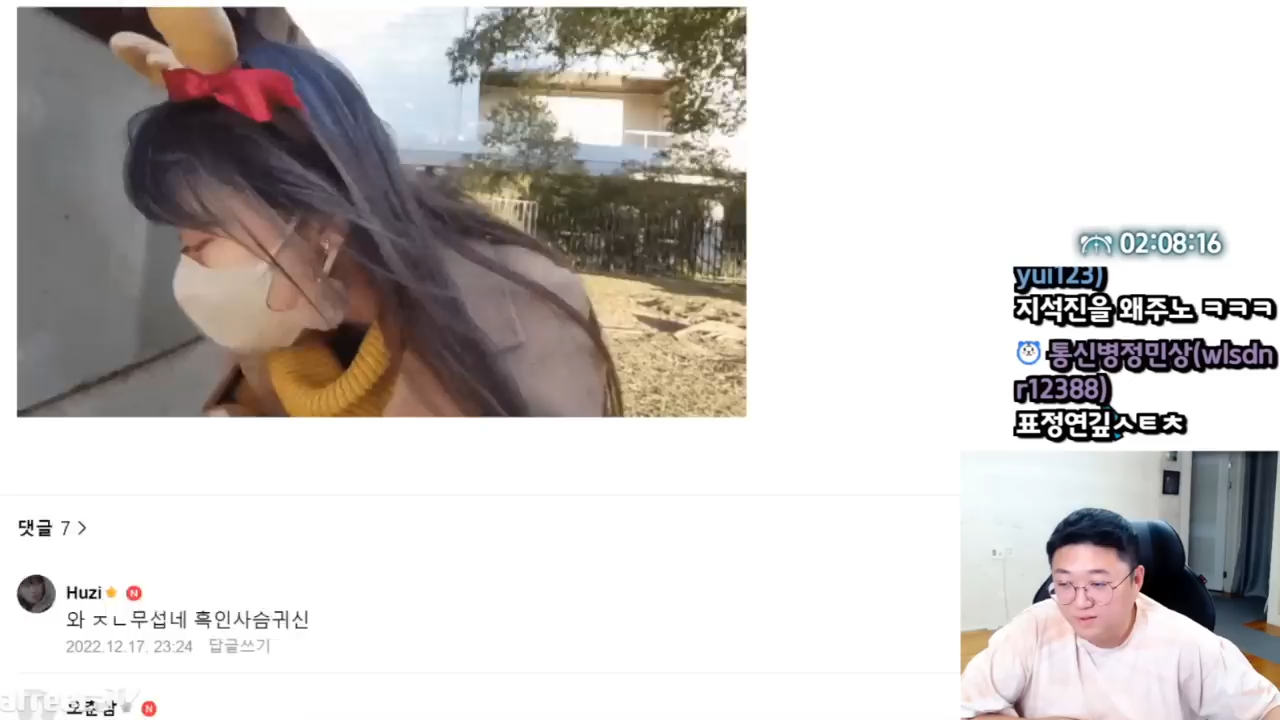 02:08:16
yul123)
지석진을 왜주노 ㅋㅋㅋ
통신병정민상(wlsdn
r12388)
표정연깊ㅅㅌㅊ
댓글 7
Huzi N
와 ㅈㄴ무섭네 흑인사슴귀신
2022.12.17. 23:24 답글쓰기
N